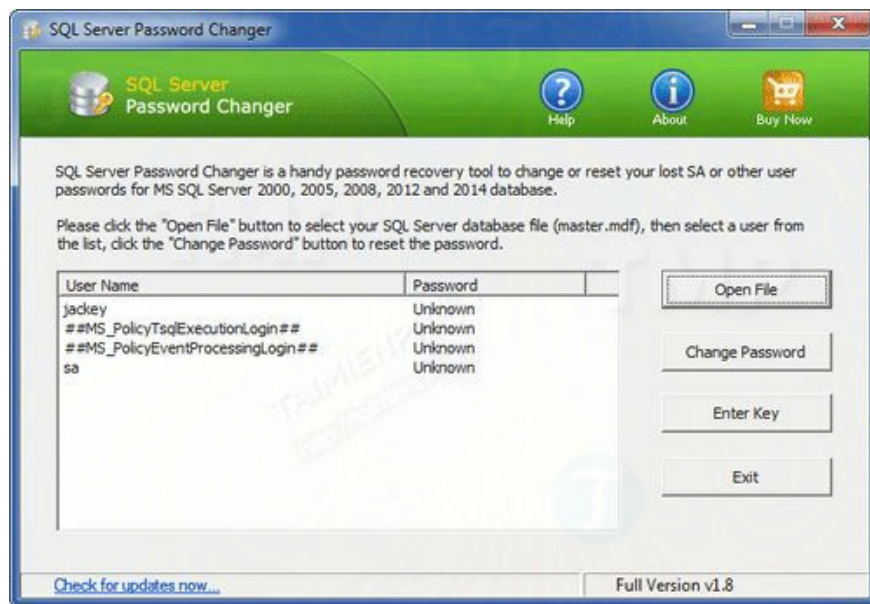 SQL Server Password Changer
SQL Server
Password Changer
Help
About
Buy Now
SQL Server Password Changer is a handy password recovery tool to change or reset your lost SA or other user
passwords for MS SQL Server 2000, 2005, 2008, 2012 and 2014 database.
Please click the "Open File" button to select your SQL Server database file (master.mdf), then select a user from
the list, click the "Change Password" button to reset the password.
User Name Password
jackey Unknown
##MS_PolicyTsqlExecutionLogin## Unknown
##MS_PolicyEventProcessingLogin## Unknown
sa Unknown
Open File
Change Password
Enter Key
Exit
Check for updates now...
Full Version v1.8